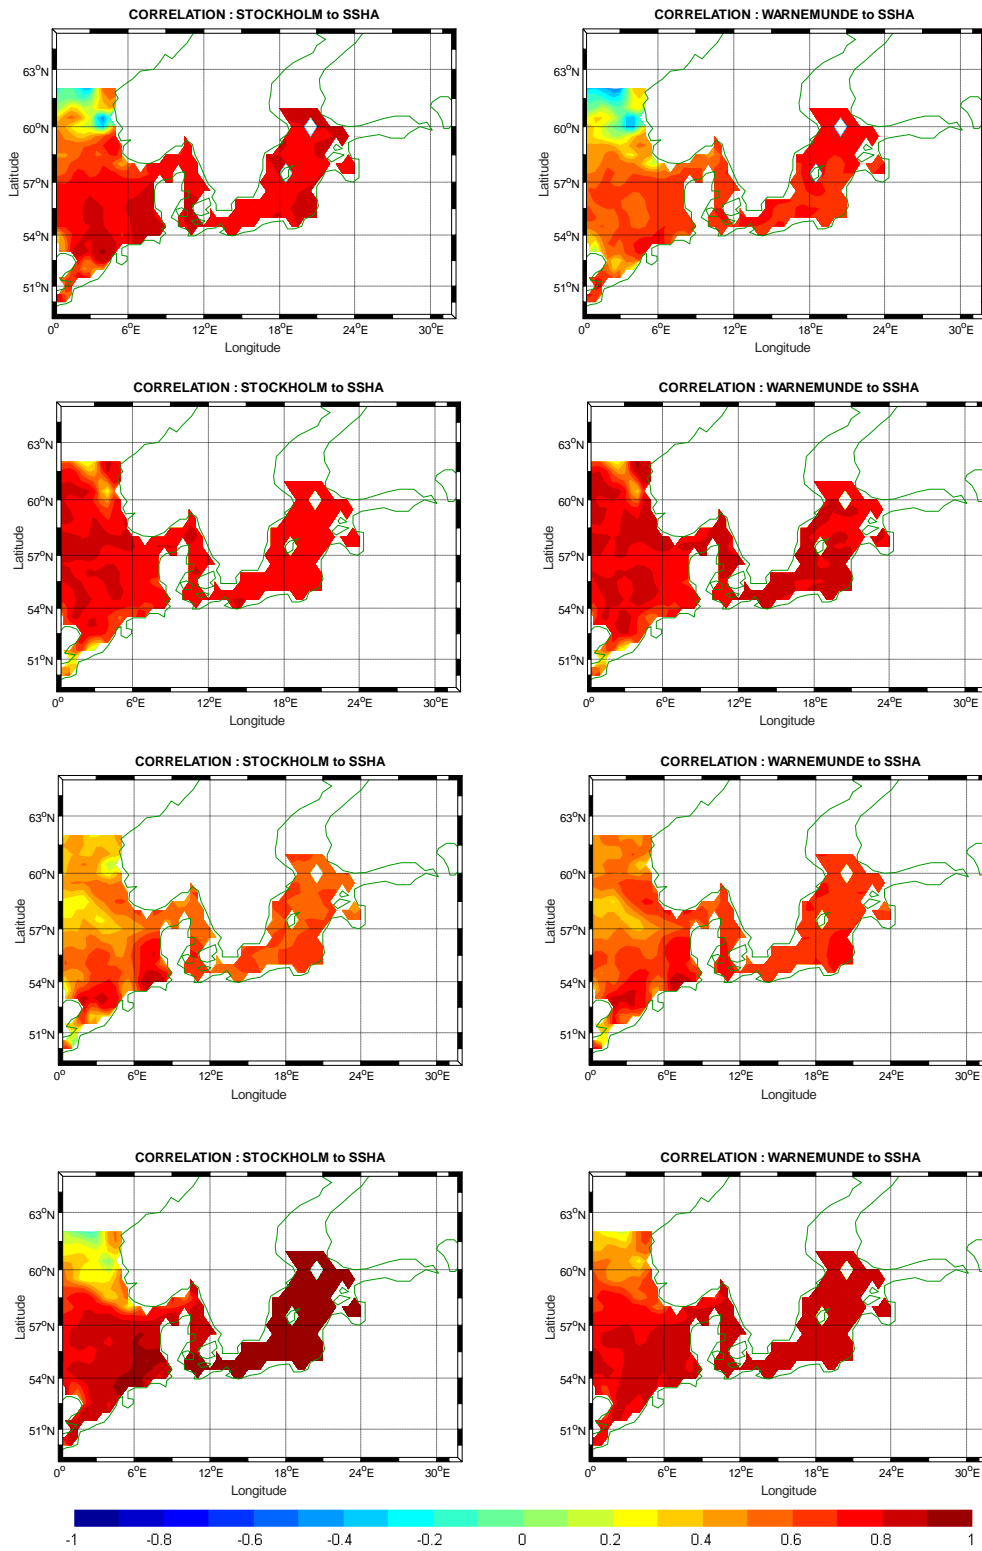 CORRELATION : STOCKHOLM to SSHA
CORRELATION : WARNEMUNDE to SSHA
63°N
60°N
57°N
54°N
51°N
Latitude
0° 6°E 12°E 18°E 24°E 30°E
Longitude
63°N
60°N
57°N
54°N
51°N
Latitude
0° 6°E 12°E 18°E 24°E 30°E
Longitude
CORRELATION : STOCKHOLM to SSHA
CORRELATION : WARNEMUNDE to SSHA
63°N
60°N
57°N
54°N
51°N
Latitude
0° 6°E 12°E 18°E 24°E 30°E
Longitude
63°N
60°N
57°N
54°N
51°N
Latitude
0° 6°E 12°E 18°E 24°E 30°E
Longitude
CORRELATION : STOCKHOLM to SSHA
CORRELATION : WARNEMUNDE to SSHA
63°N
60°N
57°N
54°N
51°N
Latitude
0° 6°E 12°E 18°E 24°E 30°E
Longitude
63°N
60°N
57°N
54°N
51°N
Latitude
0° 6°E 12°E 18°E 24°E 30°E
Longitude
CORRELATION : STOCKHOLM to SSHA
CORRELATION : WARNEMUNDE to SSHA
63°N
60°N
57°N
54°N
51°N
Latitude
0° 6°E 12°E 18°E 24°E 30°E
Longitude
63°N
60°N
57°N
54°N
51°N
Latitude
0° 6°E 12°E 18°E 24°E 30°E
Longitude
-1 -0.8 -0.6 -0.4 -0.2 0 0.2 0.4 0.6 0.8 1